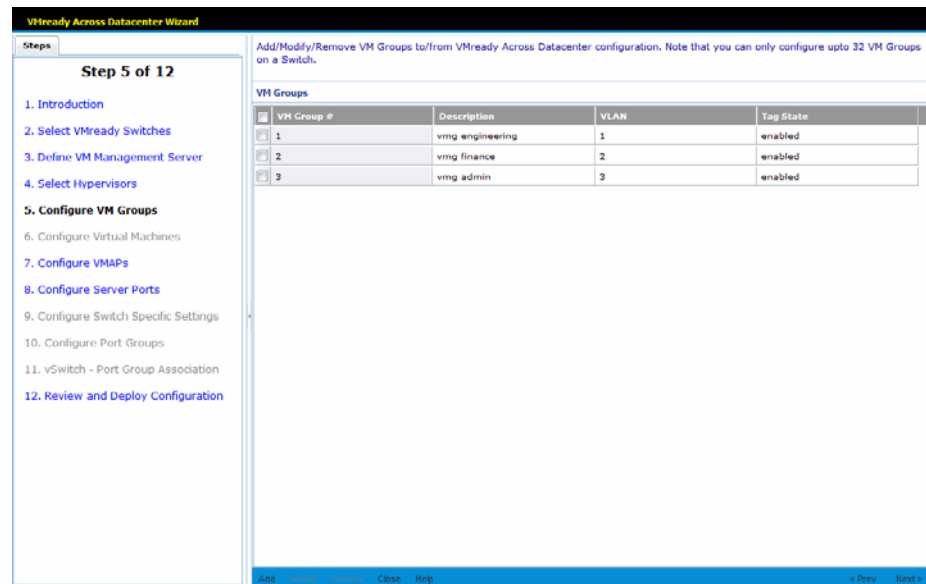 VMready Across Datacenter Wizard
Steps
Step 5 of 12
1. Introduction
2. Select VMready Switches
3. Define VM Management Server
4. Select Hypervisors
5. Configure VM Groups
6. Configure Virtual Machines
7. Configure VMAPs
8. Configure Server Ports
9. Configure Switch Specific Settings
10. Configure Port Groups
11. vSwitch - Port Group Association
12. Review and Deploy Configuration
Add/Modify/Remove VM Groups to/from VMready Across Datacenter configuration. Note that you can only configure upto 32 VM Groups
on a Switch.
VM Groups
VM Group # Description VLAN Tag State
1 vmg engineering 1 enabled
2 vmg finance 2 enabled
3 vmg admin 3 enabled
Add Modify Remove Close Help < Prev Next >